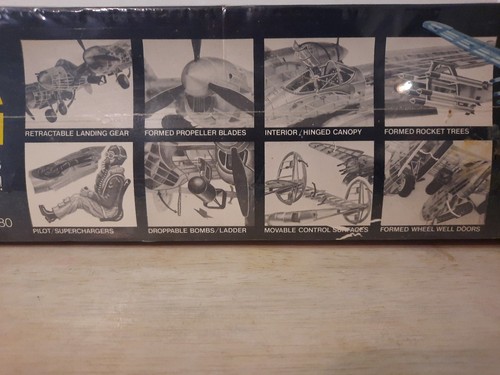 RETRACTABLE LANDING GEAR
FORMED PROPELLER BLADES
INTERIOR/HINGED CANOPY
FORMED ROCKET TREES
PILOT/SUPERCHARGERS
DROPPABLE BOMBS/LADDER
MOVABLE CONTROL SURFACES
FORMED WHEEL WELL DOORS
80